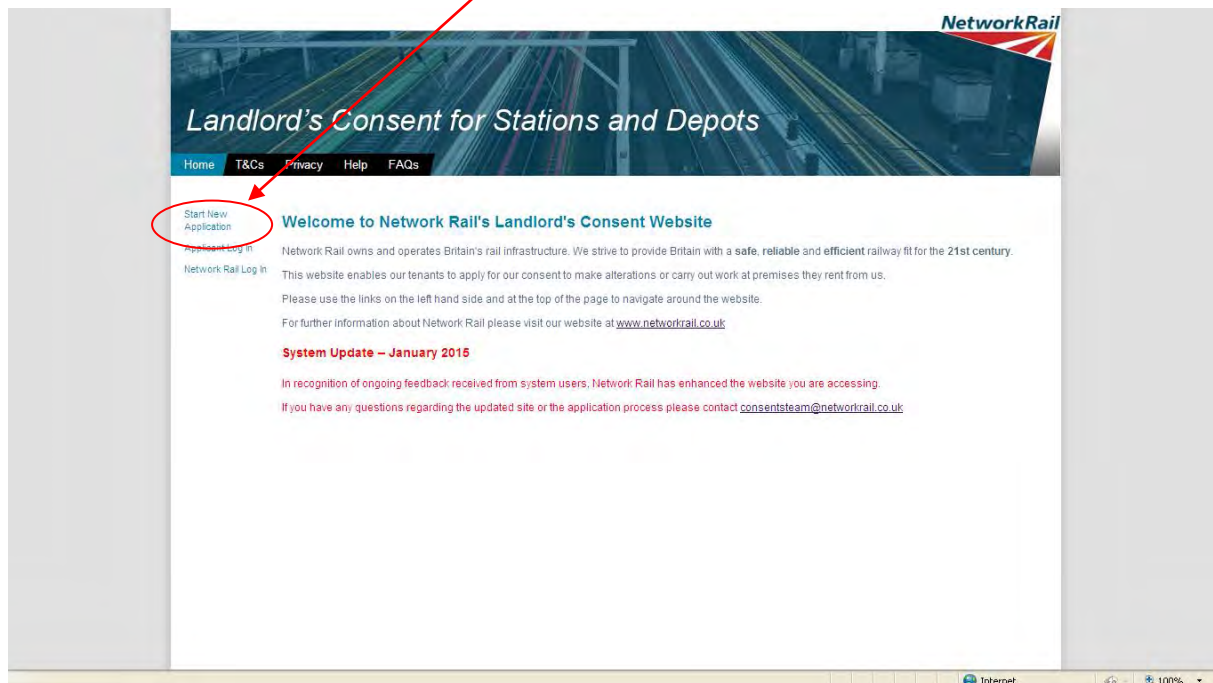 NetworkRail
Landlord's Consent for Stations and Depots
Home T&Cs Privacy Help FAQs
Start New
Application
Applicant Log In
Network Rail Log In
Welcome to Network Rail's Landlord's Consent Website
Network Rail owns and operates Britain's rail infrastructure. We strive to provide Britain with a safe, reliable and efficient railway fit for the 21st century.
This website enables our tenants to apply for our consent to make alterations or carry out work at premises they rent from us.
Please use the links on the left hand side and at the top of the page to navigate around the website.
For further information about Network Rail please visit our website at www.networkrail.co.uk
System Update – January 2015
In recognition of ongoing feedback received from system users, Network Rail has enhanced the website you are accessing.
If you have any questions regarding the updated site or the application process please contact consentsteam@networkrail.co.uk
Internet
100%